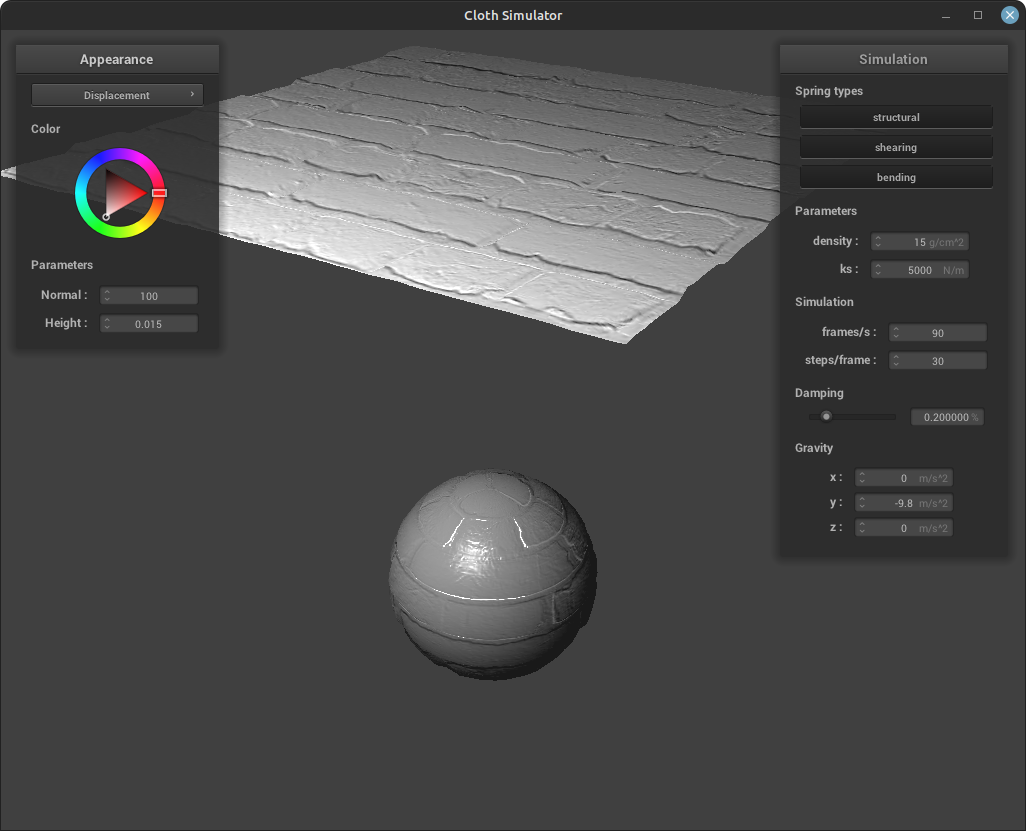 Cloth Simulator
Appearance
Displacement
Color
Parameters
Normal : 100
Height : 0.015
Simulation
Spring types
structural
shearing
bending
Parameters
density : 15 g/cm^2
ks : 5000 N/m
Simulation
frames/s : 90
steps/frame : 30
Damping
0.200000 %
Gravity
x : 0 m/s^2
y : -9.8 m/s^2
z : 0 m/s^2